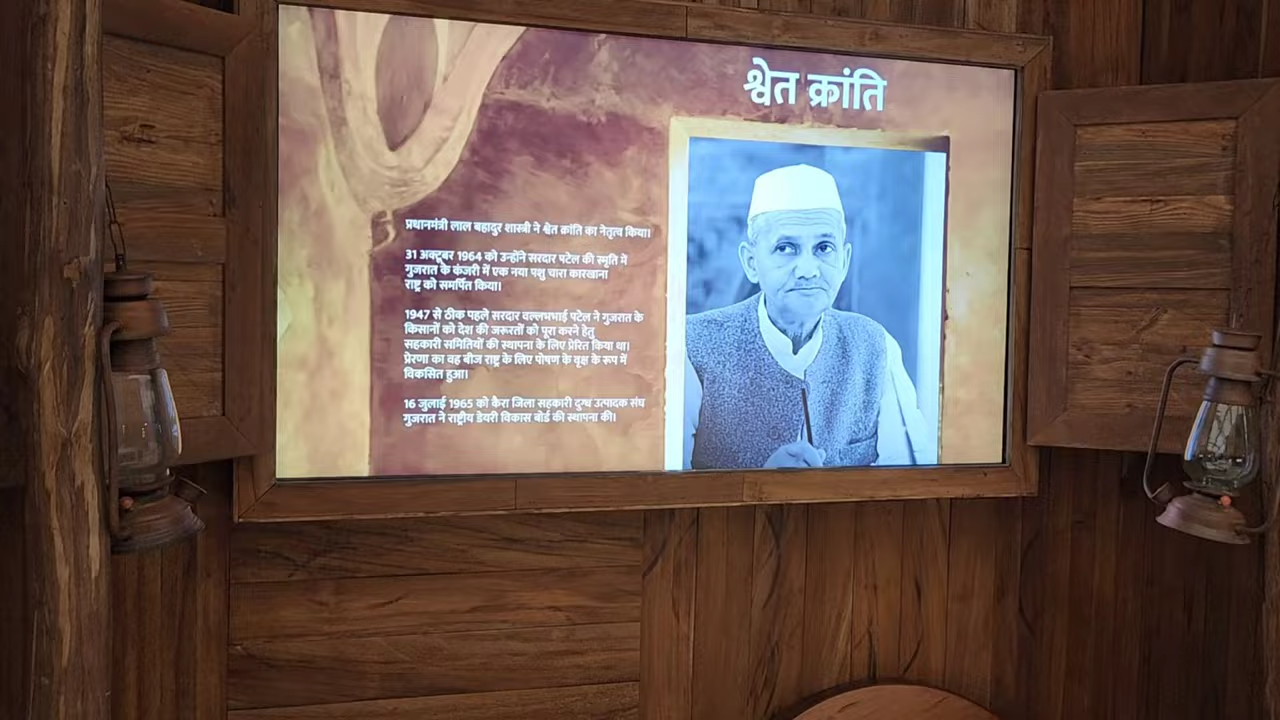 श्वेत क्रांति
प्रधानमंत्री लाल बहादुर शास्त्री ने श्वेत क्रांति का नेतृत्व किया।
31 अक्टूबर 1964 को उन्होंने सरदार पटेल की स्मृति में
गुजरात के कंजरी में एक नया पशु चारा कारखाना
राष्ट्र को समर्पित किया।
1947 से ठीक पहले सरदार वल्लभभाई पटेल ने गुजरात के
किसानों को देश की जरूरतों को पूरा करने हेतु
सहकारी समितियों की स्थापना के लिए प्रेरित किया था।
प्रेरणा का वह बीज राष्ट्र के लिए पोषण के वृक्ष के रूप में
विकसित हुआ।
16 जुलाई 1965 को कैरा जिला सहकारी दुग्ध उत्पादक संघ
गुजरात ने राष्ट्रीय डेयरी विकास बोर्ड की स्थापना की।